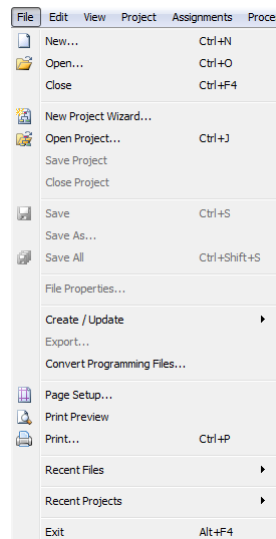 File Edit View Project Assignments Proce
New... Ctrl+N
Open... Ctrl+O
Close Ctrl+F4
New Project Wizard...
Open Project... Ctrl+J
Save Project
Close Project
Save Ctrl+S
Save As...
Save All Ctrl+Shift+S
File Properties...
Create / Update
Export...
Convert Programming Files...
Page Setup...
Print Preview
Print... Ctrl+P
Recent Files
Recent Projects
Exit Alt+F4